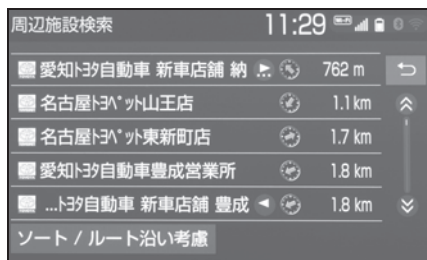 周辺施設検索 11:29
愛知トヨタ自動車 新車店舗 納 762 m
名古屋トヨペット山王店 1.1 km
名古屋トヨペット東新町店 1.7 km
愛知トヨタ自動車豊成営業所 1.8 km
...トヨタ自動車 新車店舗 豊成 1.8 km
ソート / ルート沿い考慮